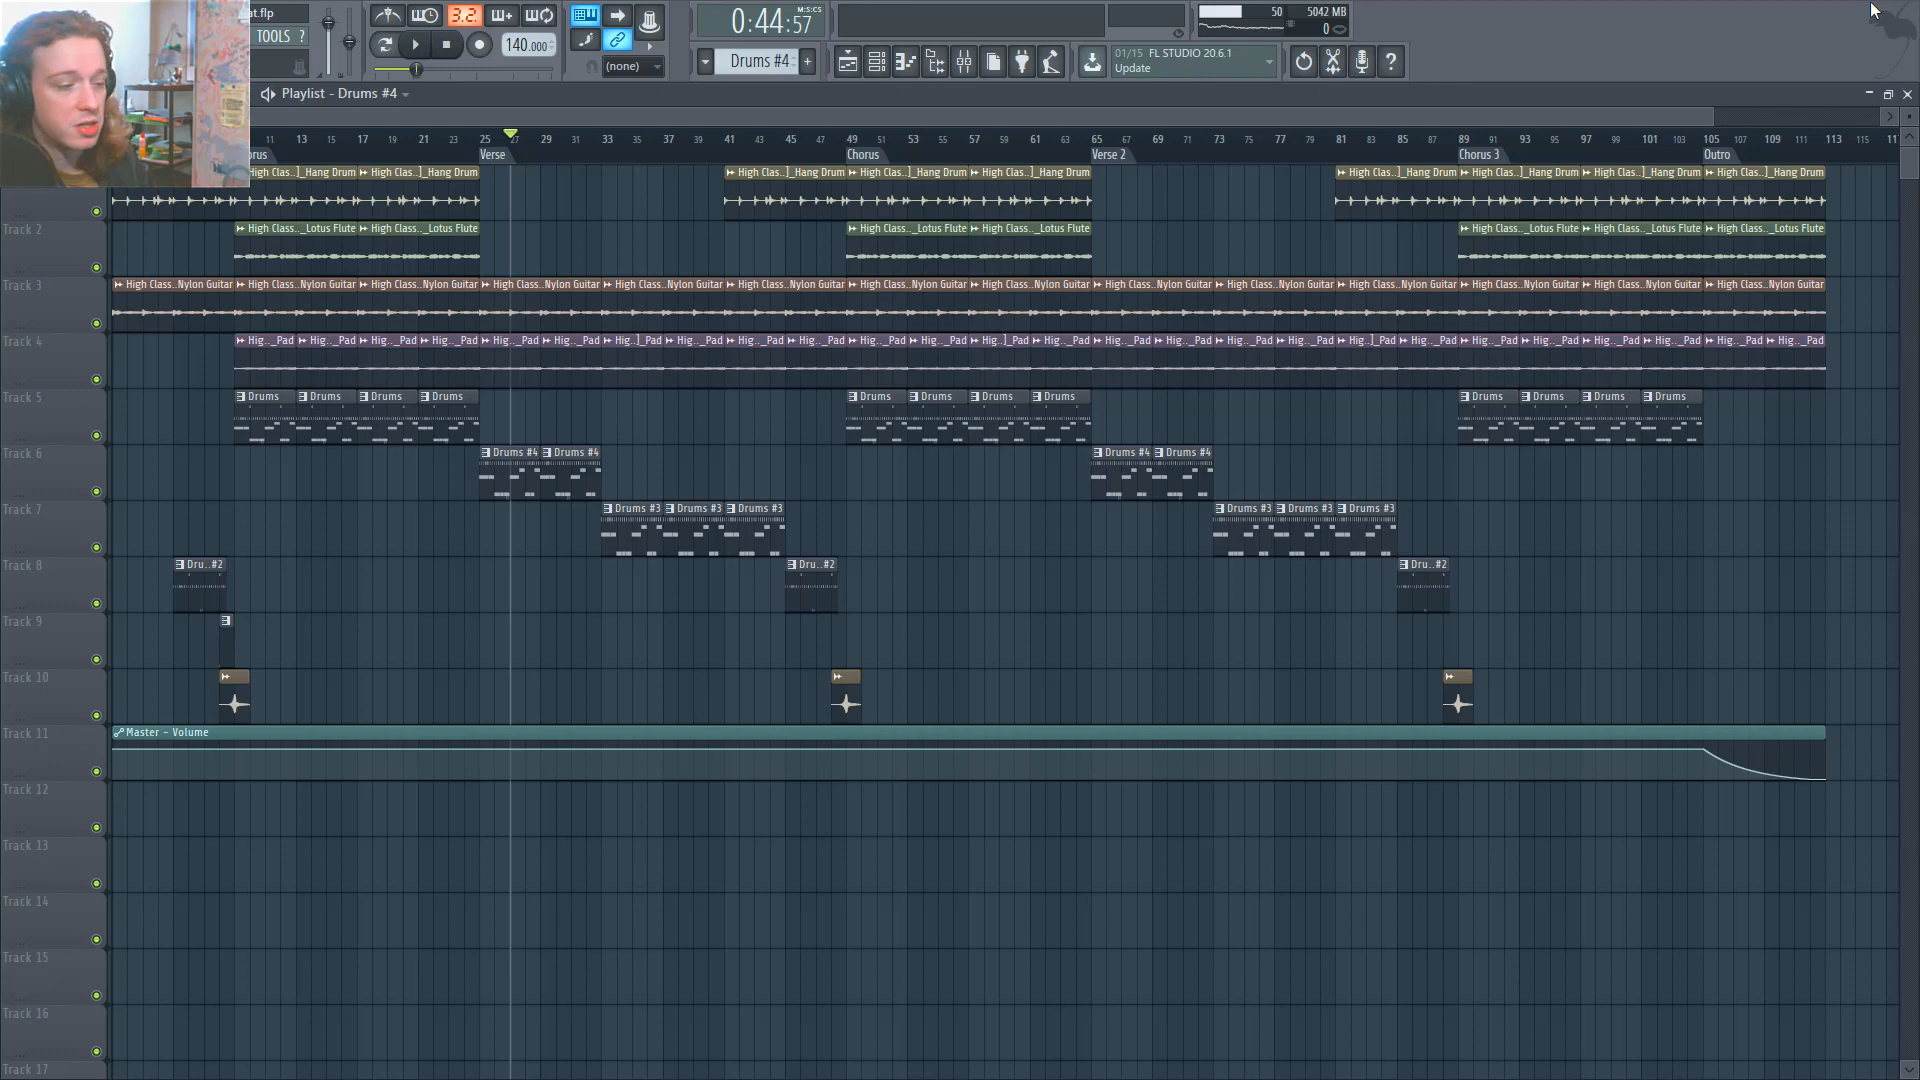 at.flp
TOOLS ?
3.2.
140.000
(none)
0:44:57
M:S:CS
Drums #4
+
50
5042 MB
0
01/15 FL STUDIO 20.6.1
Update
?
Playlist - Drums #4
11 13 15 17 19 21 23 25 27 29 31 33 35 37 39 41 43 45 47 49 51 53 55 57 59 61 63 65 67 69 71 73 75 77 79 81 83 85 87 89 91 93 95 97 99 101 103 105 107 109 111 113 115
orus Verse Chorus Verse 2 Chorus 3 Outro
High Clas..]_Hang Drum High Clas..]_Hang Drum High Clas..]_Hang Drum High Clas..]_Hang Drum High Clas..]_Hang Drum High Clas..]_Hang Drum High Clas..]_Hang Drum High Clas..]_Hang Drum High Clas..]_Hang Drum
Track 2 High Class.._Lotus Flute High Class.._Lotus Flute High Class.._Lotus Flute High Class.._Lotus Flute High Class.._Lotus Flute High Class.._Lotus Flute High Class.._Lotus Flute
Track 3 High Class..Nylon Guitar High Class..Nylon Guitar High Class..Nylon Guitar High Class..Nylon Guitar High Class..Nylon Guitar High Class..Nylon Guitar High Class..Nylon Guitar High Class..Nylon Guitar High Class..Nylon Guitar High Class..Nylon Guitar High Class..Nylon Guitar High Class..Nylon Guitar High Class..Nylon Guitar High Class..Nylon Guitar
Track 4 Hig.._Pad Hig.._Pad Hig.._Pad Hig.._Pad Hig.._Pad Hig.._Pad Hig..]_Pad Hig.._Pad Hig.._Pad Hig.._Pad Hig.._Pad Hig.._Pad Hig..]_Pad Hig.._Pad Hig.._Pad Hig.._Pad Hig.._Pad Hig.._Pad Hig..]_Pad Hig.._Pad Hig.._Pad Hig.._Pad Hig.._Pad Hig.._Pad Hig.._Pad Hig.._Pad
Track 5 Drums Drums Drums Drums Drums Drums Drums Drums Drums Drums Drums Drums
Track 6 Drums #4 Drums #4 Drums #4 Drums #4
Track 7 Drums #3 Drums #3 Drums #3 Drums #3 Drums #3 Drums #3
Track 8 Dru..#2 Dru..#2 Dru..#2
Track 9
Track 10
Track 11 Master - Volume
Track 12
Track 13
Track 14
Track 15
Track 16
Track 17